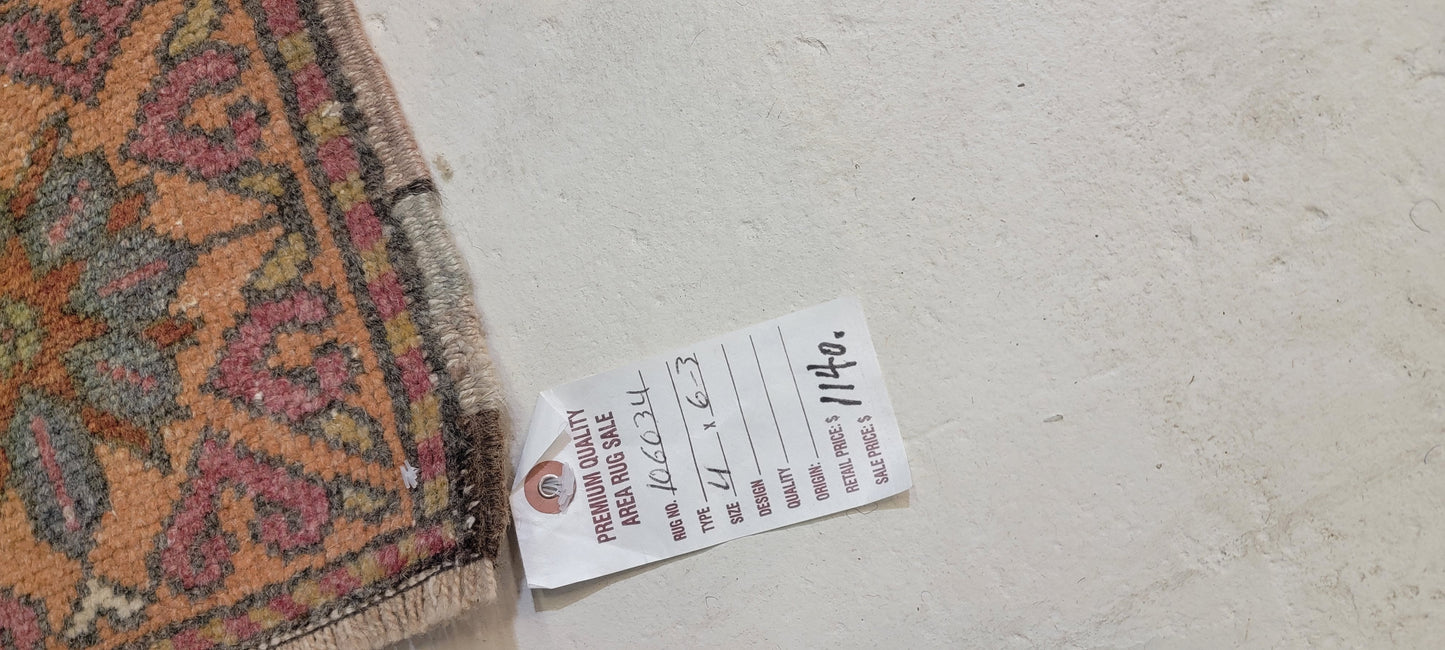 PREMIUM QUALITY
AREA RUG SALE
RUG NO. 106034
TYPE
SIZE 4 x 6-3
DESIGN
QUALITY
ORIGIN:
RETAIL PRICE: $ 1140.
SALE PRICE: $